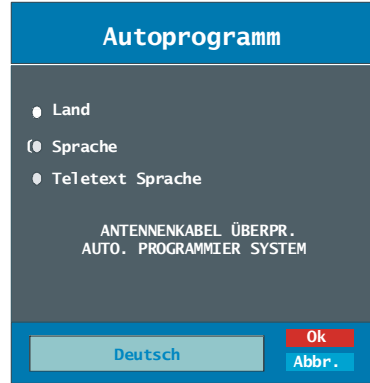 Autoprogramm
Land
Sprache
Teletext Sprache
ANTENNENKABEL ÜBERPR.
AUTO. PROGRAMMIER SYSTEM
Ok
Deutsch
Abbr.